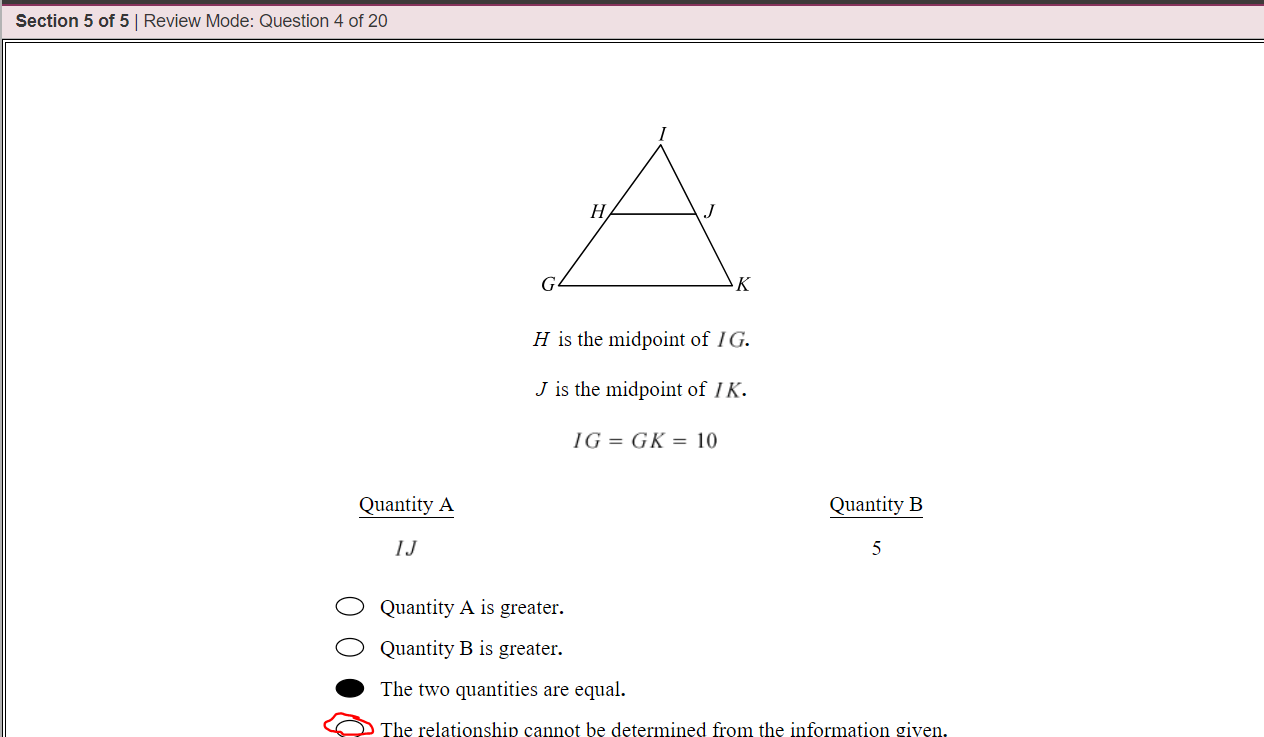 Section 5 of 5 | Review Mode: Question 4 of 20
I
H J
G K
H is the midpoint of IG.
J is the midpoint of IK.
IG = GK = 10
Quantity A Quantity B
IJ 5
Quantity A is greater.
Quantity B is greater.
The two quantities are equal.
The relationship cannot be determined from the information given.